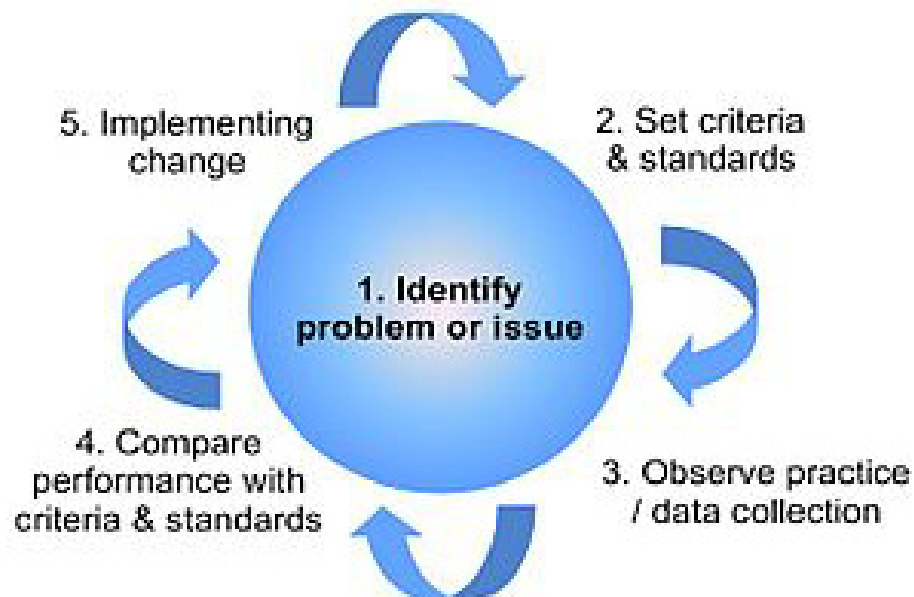 1. Identify
problem or issue
2. Set criteria
& standards
3. Observe practice
/ data collection
4. Compare
performance with
criteria & standards
5. Implementing
change